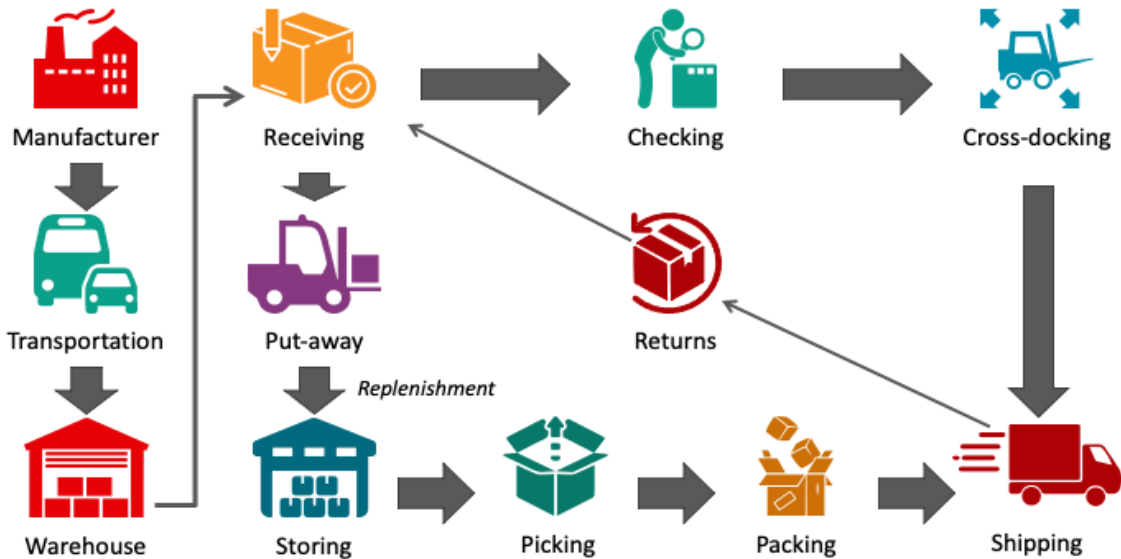 Manufacturer
Receiving
Checking
Cross-docking
Transportation
Put-away
Returns
Replenishment
Warehouse
Storing
Picking
Packing
Shipping